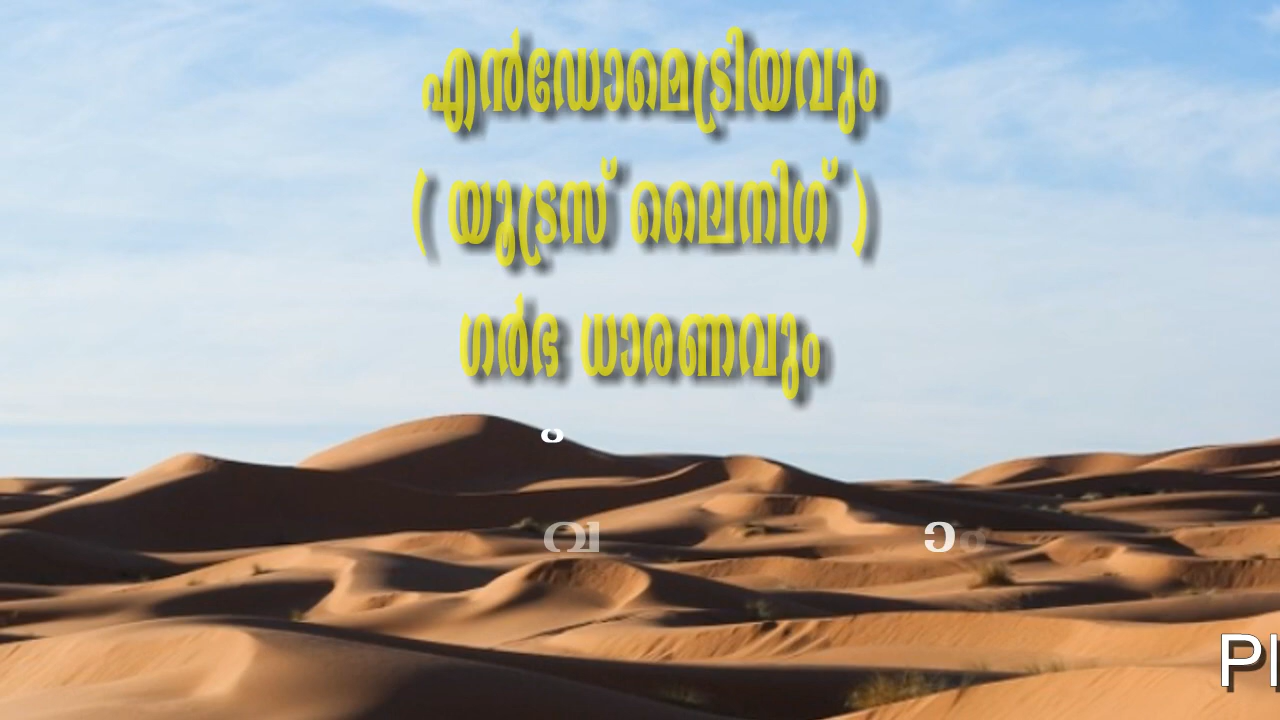 എൻഡോമെട്രിയവും
( യൂട്രസ് ലൈനിഗ് )
ഗർഭ ധാരണവും